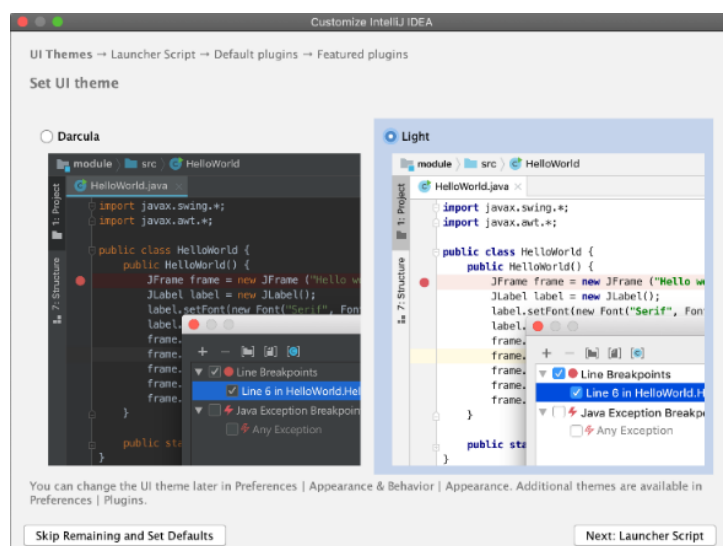 Customize IntelliJ IDEA
UI Themes → Launcher Script → Default plugins → Featured plugins
Set UI theme
Darcula
module src HelloWorld
HelloWorld.java
1: Project
7: Structure
import javax.swing.*;
import javax.awt.*;
public class HelloWorld {
public HelloWorld() {
JFrame frame = new JFrame ("Hello wo
JLabel label = new JLabel();
label.setFont(new Font("Serif", Fon
label.
frame.
frame.
frame.
frame.
}
public sta
}
Line Breakpoints
Line 6 in HelloWorld.Hel
Java Exception Breakpoin
Any Exception
Light
module src HelloWorld
HelloWorld.java
1: Project
7: Structure
import javax.swing.*;
import javax.awt.*;
public class HelloWorld {
public HelloWorld() {
JFrame frame = new JFrame ("Hello w
JLabel label = new JLabel();
label.setFont(new Font("Serif", Fon
label.
frame.
frame.
frame.
frame.
}
public sta
}
Line Breakpoints
Line 6 in HelloWorld.H
Java Exception Breakp
Any Exception
You can change the UI theme later in Preferences | Appearance & Behavior | Appearance. Additional themes are available in
Preferences | Plugins.
Skip Remaining and Set Defaults
Next: Launcher Script